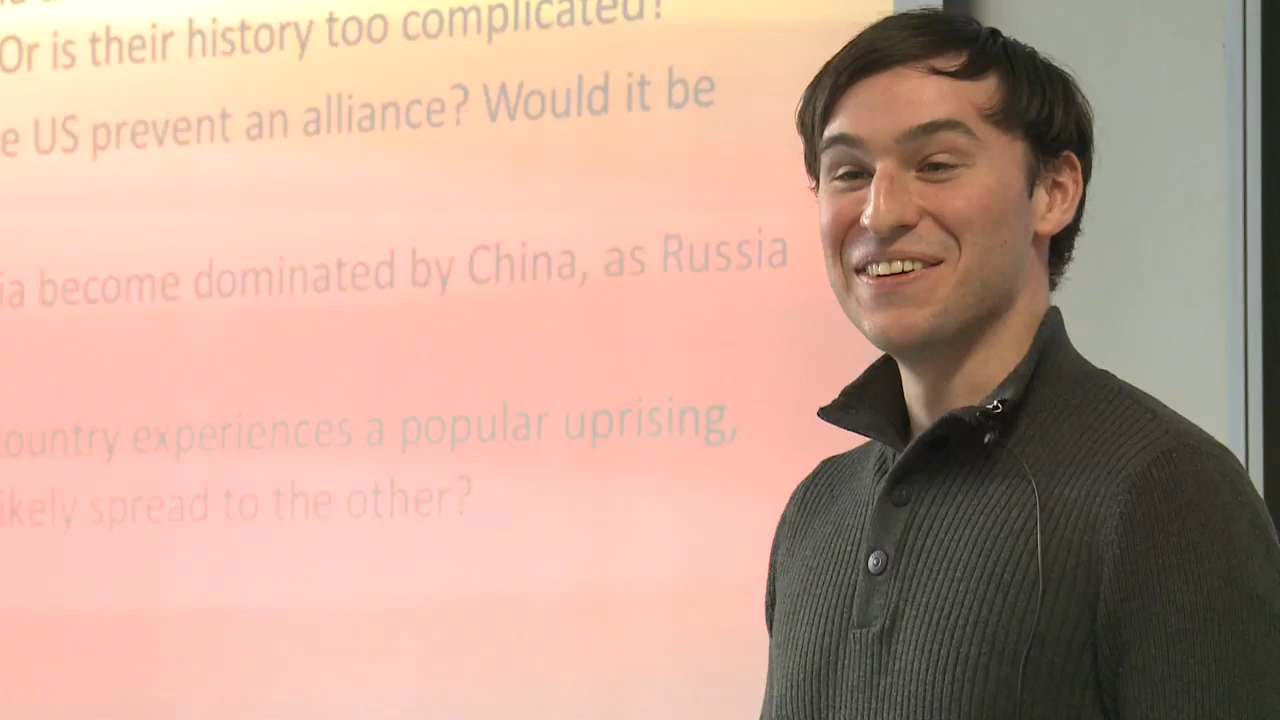 Or is their history too complicated?
e US prevent an alliance? Would it be
ia become dominated by China, as Russia
country experiences a popular uprising,
ikely spread to the other?